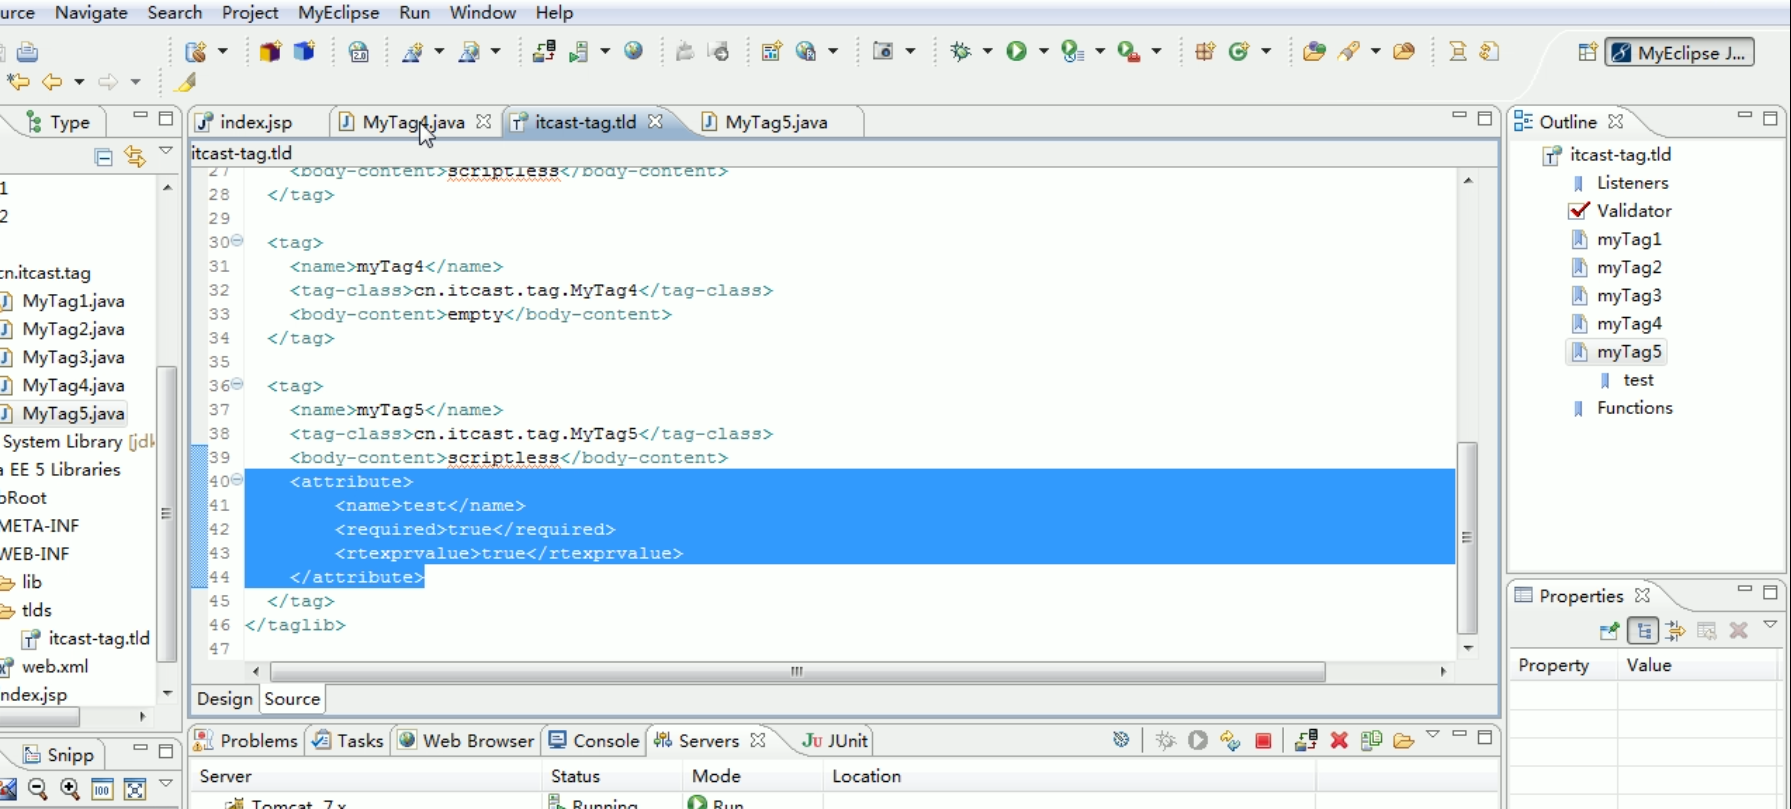 urce Navigate Search Project MyEclipse Run Window Help
MyEclipse J...
Type
index.jsp MyTag4.java itcast-tag.tld MyTag5.java
Outline
itcast-tag.tld
1
2
cn.itcast.tag
MyTag1.java
MyTag2.java
MyTag3.java
MyTag4.java
MyTag5.java
System Library [jdk
a EE 5 Libraries
bRoot
META-INF
WEB-INF
lib
tlds
itcast-tag.tld
web.xml
index.jsp
27 <body-content>scriptless</body-content>
28 </tag>
29
30 <tag>
31 <name>myTag4</name>
32 <tag-class>cn.itcast.tag.MyTag4</tag-class>
33 <body-content>empty</body-content>
34 </tag>
35
36 <tag>
37 <name>myTag5</name>
38 <tag-class>cn.itcast.tag.MyTag5</tag-class>
39 <body-content>scriptless</body-content>
40 <attribute>
41 <name>test</name>
42 <required>true</required>
43 <rtexprvalue>true</rtexprvalue>
44 </attribute>
45 </tag>
46 </taglib>
47
Design Source
itcast-tag.tld
Listeners
Validator
myTag1
myTag2
myTag3
myTag4
myTag5
test
Functions
Properties
Property Value
Snipp
100
Problems Tasks Web Browser Console Servers JUnit
Server Status Mode Location
Tomcat 7.x Running Run